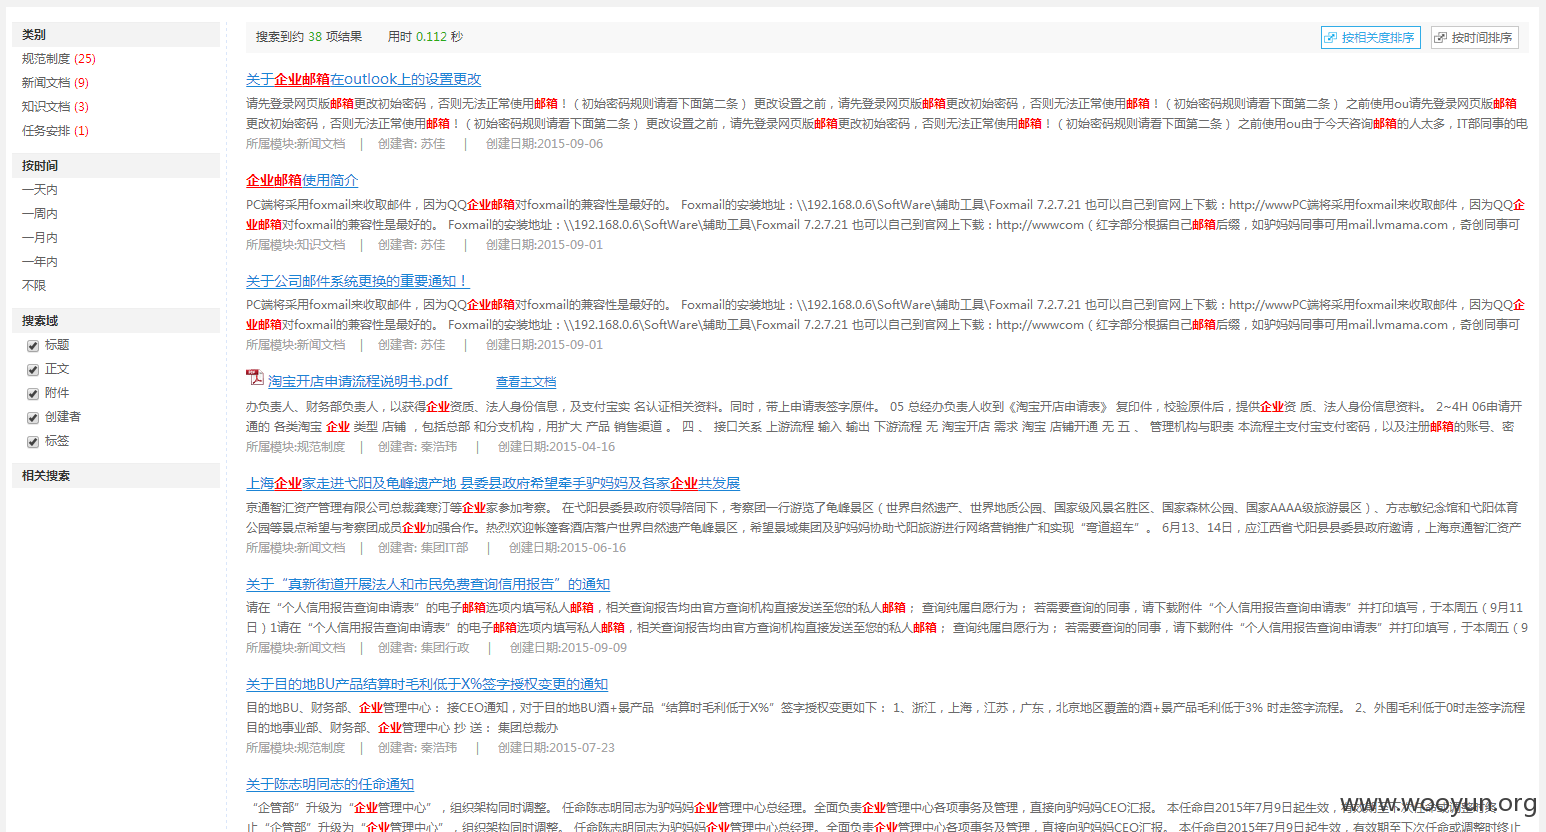 类别
规范制度 (25)
新闻文档 (9)
知识文档 (3)
任务安排 (1)
按时间
一天内
一周内
一月内
一年内
不限
搜索域
标题
正文
附件
创建者
标签
相关搜索
搜索到约 38 项结果 用时 0.112 秒
按相关度排序 按时间排序
关于企业邮箱在outlook上的设置更改
请先登录网页版邮箱更改初始密码，否则无法正常使用邮箱！（初始密码规则请看下面第二条） 更改设置之前，请先登录网页版邮箱更改初始密码，否则无法正常使用邮箱！（初始密码规则请看下面第二条） 之前使用ou请先登录网页版邮箱
更改初始密码，否则无法正常使用邮箱！（初始密码规则请看下面第二条） 更改设置之前，请先登录网页版邮箱更改初始密码，否则无法正常使用邮箱！（初始密码规则请看下面第二条） 之前使用ou由于今天咨询邮箱的人太多，IT部同事的电
所属模块:新闻文档 | 创建者: 苏佳 | 创建日期:2015-09-06
企业邮箱使用简介
PC端将采用foxmail来收取邮件，因为QQ企业邮箱对foxmail的兼容性是最好的。 Foxmail的安装地址：\\192.168.0.6\SoftWare\辅助工具\Foxmail 7.2.7.21 也可以自己到官网上下载：http://wwwPC端将采用foxmail来收取邮件，因为QQ企
业邮箱对foxmail的兼容性是最好的。 Foxmail的安装地址：\\192.168.0.6\SoftWare\辅助工具\Foxmail 7.2.7.21 也可以自己到官网上下载：http://wwwcom（红字部分根据自己邮箱后缀，如驴妈妈同事可用mail.lvmama.com，奇创同事可
所属模块:知识文档 | 创建者: 苏佳 | 创建日期:2015-09-01
关于公司邮件系统更换的重要通知！
PC端将采用foxmail来收取邮件，因为QQ企业邮箱对foxmail的兼容性是最好的。 Foxmail的安装地址：\\192.168.0.6\SoftWare\辅助工具\Foxmail 7.2.7.21 也可以自己到官网上下载：http://wwwPC端将采用foxmail来收取邮件，因为QQ企
业邮箱对foxmail的兼容性是最好的。 Foxmail的安装地址：\\192.168.0.6\SoftWare\辅助工具\Foxmail 7.2.7.21 也可以自己到官网上下载：http://wwwcom（红字部分根据自己邮箱后缀，如驴妈妈同事可用mail.lvmama.com，奇创同事可
所属模块:新闻文档 | 创建者: 苏佳 | 创建日期:2015-09-01
淘宝开店申请流程说明书.pdf 查看主文档
办负责人、财务部负责人，以获得企业资质、法人身份信息，及支付宝实 名认证相关资料。同时，带上申请表签字原件。 05 总经办负责人收到《淘宝开店申请表》 复印件，校验原件后，提供企业资 质、法人身份信息资料。 2~4H 06申请开
通的 各类淘宝 企业 类型 店铺 ，包括总部 和分支机构，用扩大 产品 销售渠道 。 四 、 接口关系 上游流程 输入 输出 下游流程 无 淘宝开店 需求 淘宝 店铺开通 无 五 、 管理机构与职责 本流程主支付宝支付密码，以及注册邮箱的账号、密
所属模块:规范制度 | 创建者: 秦浩玮 | 创建日期:2015-04-16
上海企业家走进弋阳及龟峰遗产地 县委县政府希望牵手驴妈妈及各家企业共发展
京通智汇资产管理有限公司总裁龚寒汀等企业家参加考察。 在弋阳县委县政府领导陪同下，考察团一行游览了龟峰景区（世界自然遗产、世界地质公园、国家级风景名胜区、国家森林公园、国家AAAA级旅游景区）、方志敏纪念馆和弋阳体育
公园等景点希望与考察团成员企业加强合作。热烈欢迎帐篷客酒店落户世界自然遗产龟峰景区，希望景域集团及驴妈妈协助弋阳旅游进行网络营销推广和实现“弯道超车”。 6月13、14日，应江西省弋阳县县委县政府邀请，上海京通智汇资产
所属模块:新闻文档 | 创建者: 集团IT部 | 创建日期:2015-06-16
关于“真新街道开展法人和市民免费查询信用报告”的通知
请在“个人信用报告查询申请表”的电子邮箱选项内填写私人邮箱，相关查询报告均由官方查询机构直接发送至您的私人邮箱； 查询纯属自愿行为； 若需要查询的同事，请下载附件“个人信用报告查询申请表”并打印填写，于本周五（9月11
日）1请在“个人信用报告查询申请表”的电子邮箱选项内填写私人邮箱，相关查询报告均由官方查询机构直接发送至您的私人邮箱； 查询纯属自愿行为； 若需要查询的同事，请下载附件“个人信用报告查询申请表”并打印填写，于本周五（9
所属模块:新闻文档 | 创建者: 集团行政 | 创建日期:2015-09-09
关于目的地BU产品结算时毛利低于X%签字授权变更的通知
目的地BU、财务部、企业管理中心： 接CEO通知，对于目的地BU酒+景产品“结算时毛利低于X%”签字授权变更如下： 1、浙江，上海，江苏，广东，北京地区覆盖的酒+景产品毛利低于3% 时走签字流程。 2、外围毛利低于0时走签字流程
目的地事业部、财务部、企业管理中心 抄 送： 集团总裁办
所属模块:规范制度 | 创建者: 秦浩玮 | 创建日期:2015-07-23
关于陈志明同志的任命通知
“企管部”升级为“企业管理中心”，组织架构同时调整。 任命陈志明同志为驴妈妈企业管理中心总经理。全面负责企业管理中心各项事务及管理，直接向驴妈妈CEO汇报。 本任命自2015年7月9日起生效，有效期至下次任命或调整时终
止“企管部”升级为“企业管理中心”，组织架构同时调整。 任命陈志明同志为驴妈妈企业管理中心总经理。全面负责企业管理中心各项事务及管理，直接向驴妈妈CEO汇报。 本任命自2015年7月9日起生效，有效期至下次任命或调整时终止